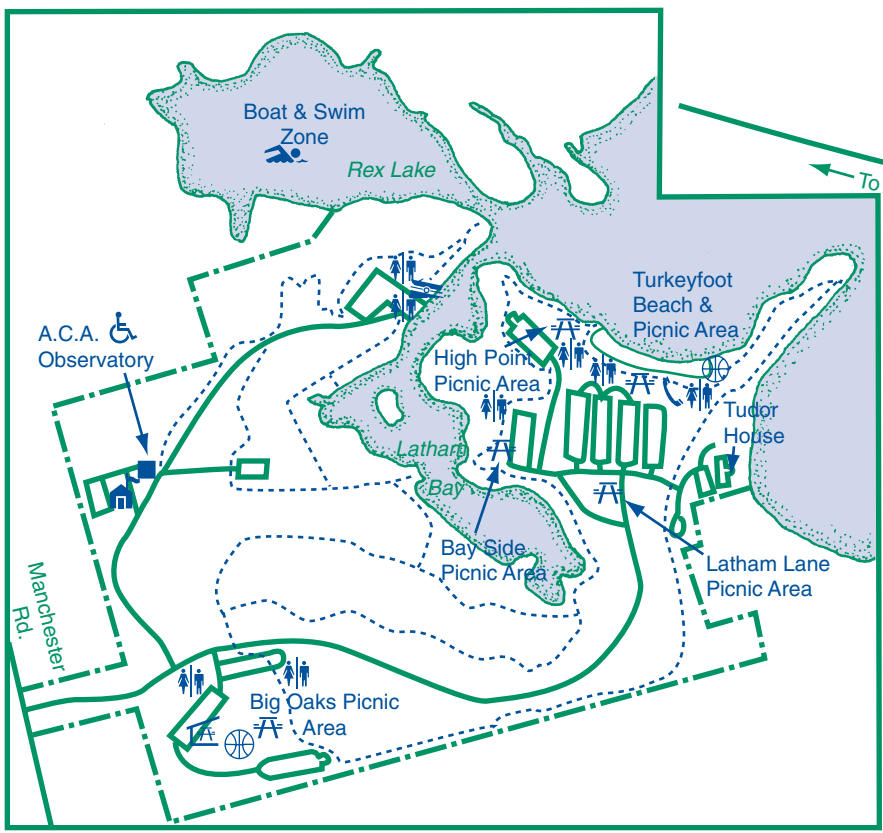 Boat & Swim
Zone
Rex Lake
To
Turkeyfoot
Beach &
Picnic Area
A.C.A.
Observatory
High Point
Picnic Area
Tudor
House
Latham
Bay
Bay Side
Picnic Area
Latham Lane
Picnic Area
Manchester
Rd.
Big Oaks Picnic
Area